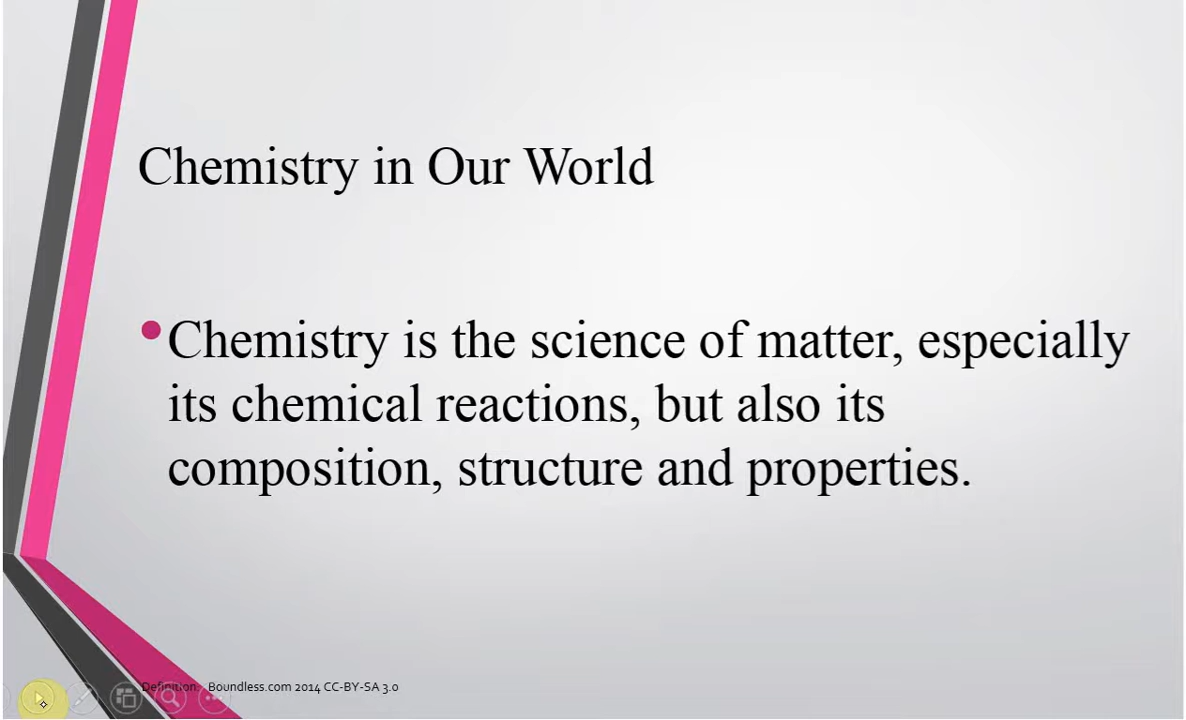 Chemistry in Our World
Chemistry is the science of matter, especially
its chemical reactions, but also its
composition, structure and properties.
Definition: Boundless.com 2014 CC-BY-SA 3.0